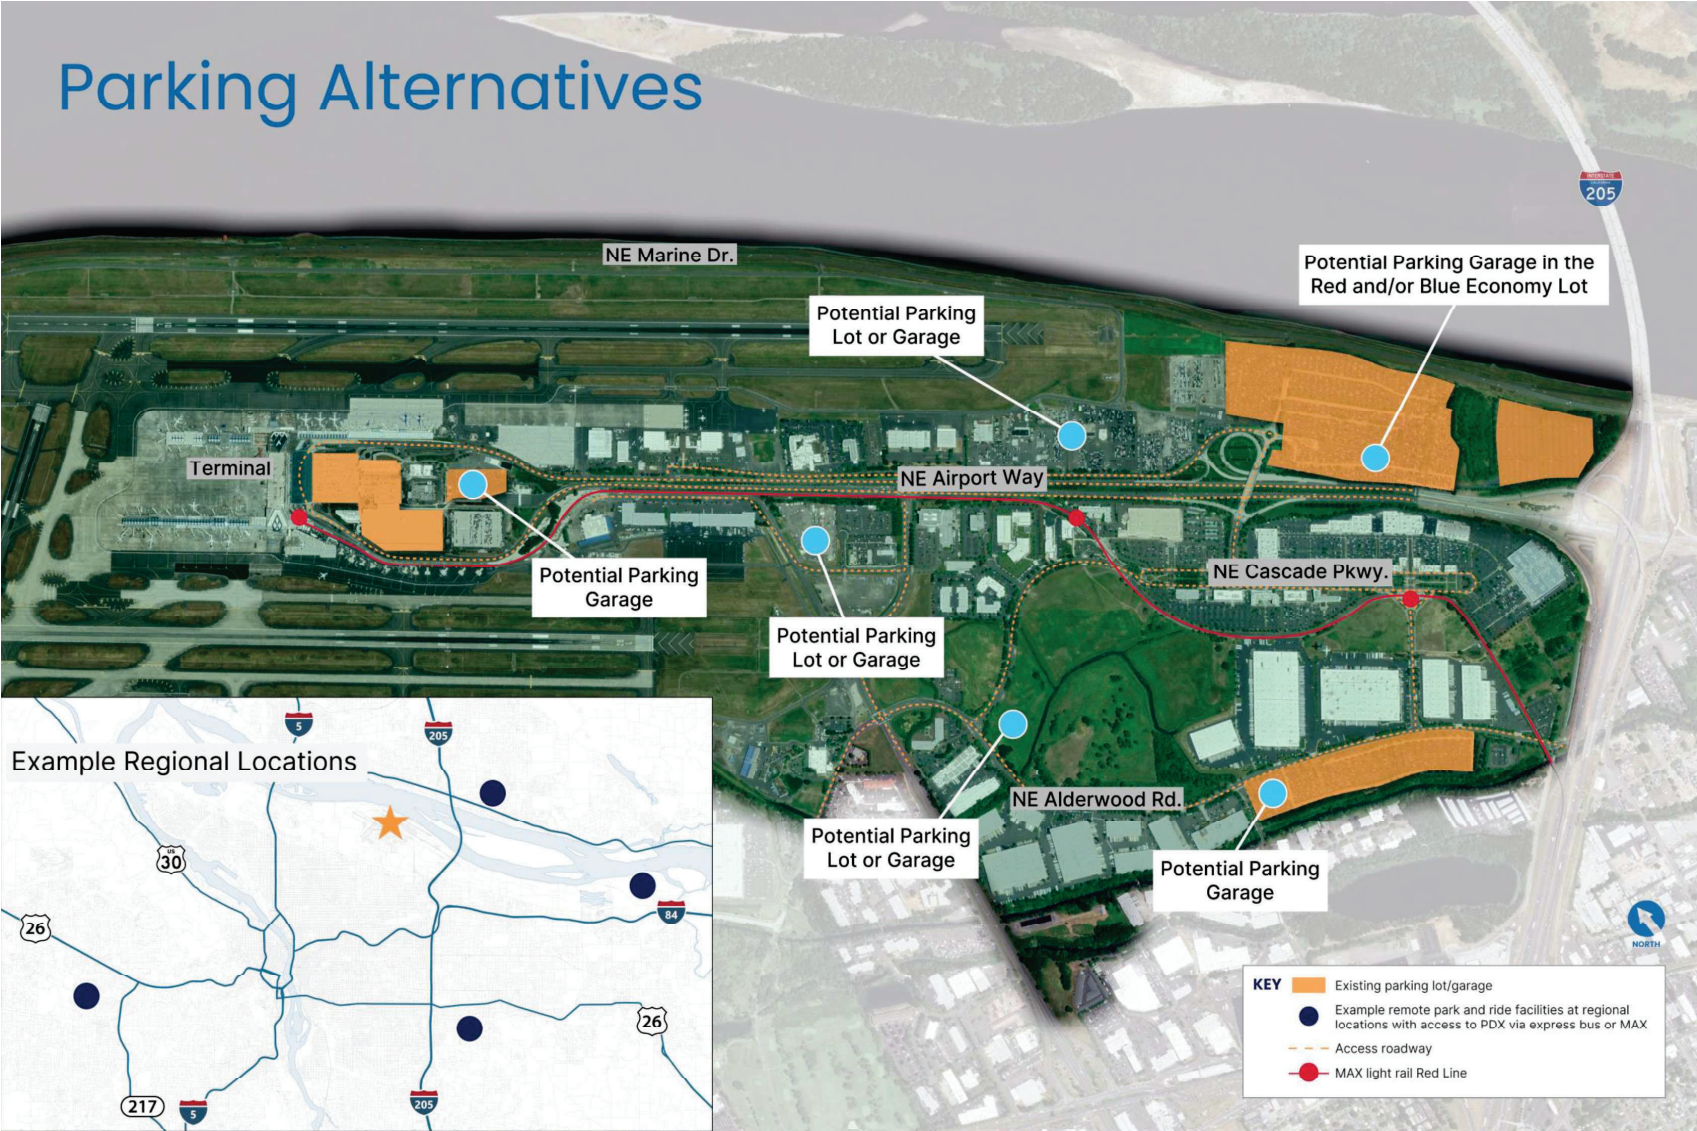 Parking Alternatives
INTERSTATE
205
NE Marine Dr.
Potential Parking Garage in the
Red and/or Blue Economy Lot
Potential Parking
Lot or Garage
Terminal
NE Airport Way
Potential Parking
Garage
NE Cascade Pkwy.
Potential Parking
Lot or Garage
NE Alderwood Rd.
Potential Parking
Lot or Garage
Potential Parking
Garage
Example Regional Locations
5
205
US
30
26
84
26
217
5
205
NORTH
KEY
Existing parking lot/garage
Example remote park and ride facilities at regional
locations with access to PDX via express bus or MAX
Access roadway
MAX light rail Red Line